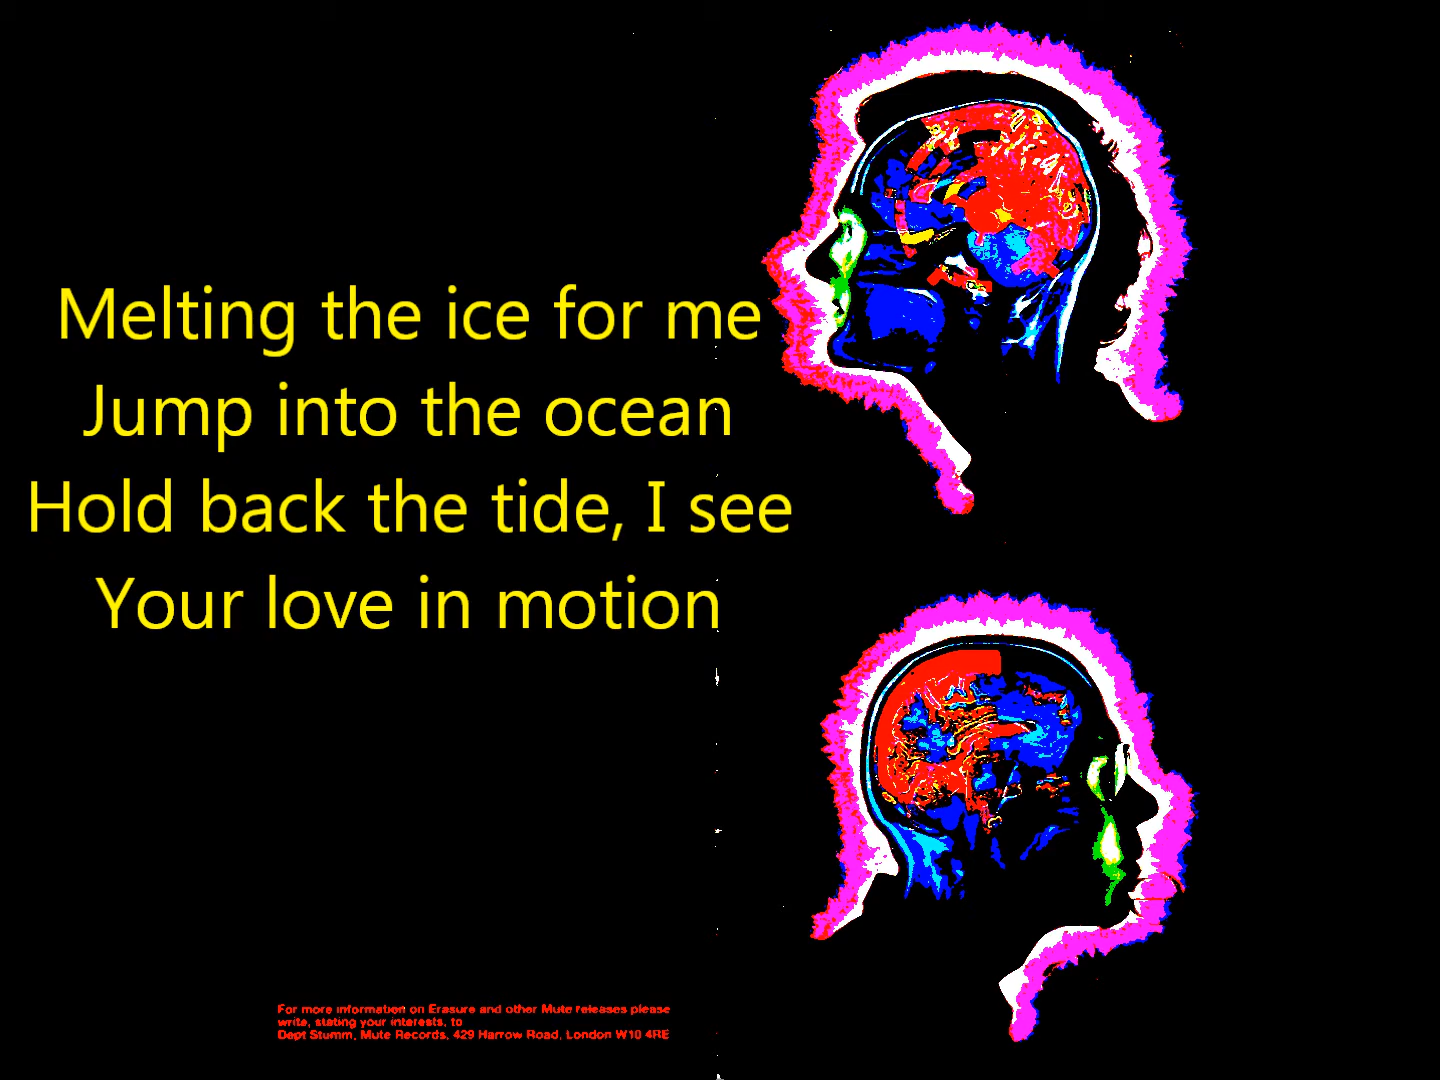 Melting the ice for me
Jump into the ocean
Hold back the tide, I see
Your love in motion
For more information on Erasure and other Mute releases please
write, stating your interests, to
Dept Stumm, Mute Records, 429 Harrow Road, London W10 4RE